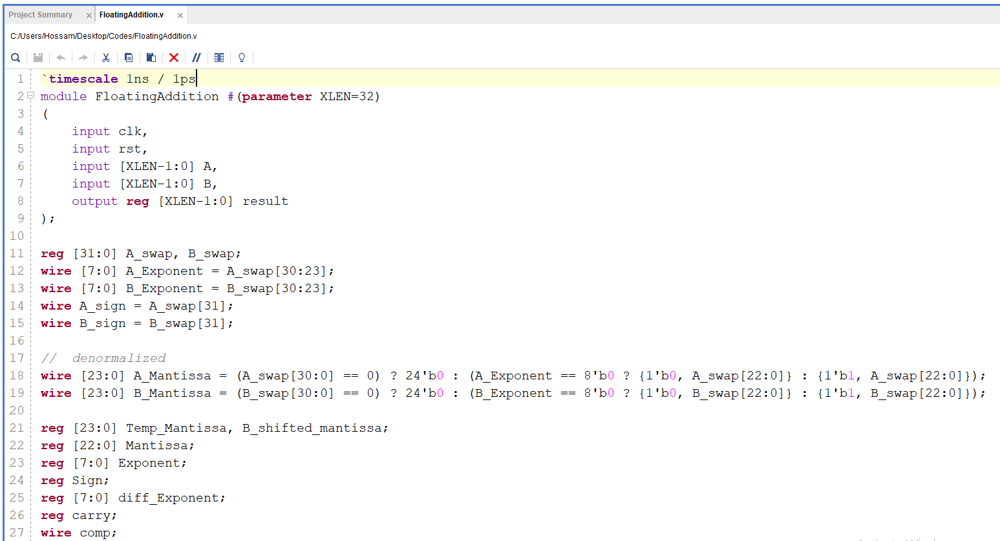 Project Summary × FloatingAddition.v ×
C:/Users/Hossam/Desktop/Codes/FloatingAddition.v
1 `timescale 1ns / 1ps
2 module FloatingAddition #(parameter XLEN=32)
3 (
4 input clk,
5 input rst,
6 input [XLEN-1:0] A,
7 input [XLEN-1:0] B,
8 output reg [XLEN-1:0] result
9 );
10
11 reg [31:0] A_swap, B_swap;
12 wire [7:0] A_Exponent = A_swap[30:23];
13 wire [7:0] B_Exponent = B_swap[30:23];
14 wire A_sign = A_swap[31];
15 wire B_sign = B_swap[31];
16
17 // denormalized
18 wire [23:0] A_Mantissa = (A_swap[30:0] == 0) ? 24'b0 : (A_Exponent == 8'b0 ? {1'b0, A_swap[22:0]} : {1'b1, A_swap[22:0]});
19 wire [23:0] B_Mantissa = (B_swap[30:0] == 0) ? 24'b0 : (B_Exponent == 8'b0 ? {1'b0, B_swap[22:0]} : {1'b1, B_swap[22:0]});
20
21 reg [23:0] Temp_Mantissa, B_shifted_mantissa;
22 reg [22:0] Mantissa;
23 reg [7:0] Exponent;
24 reg Sign;
25 reg [7:0] diff_Exponent;
26 reg carry;
27 wire comp;